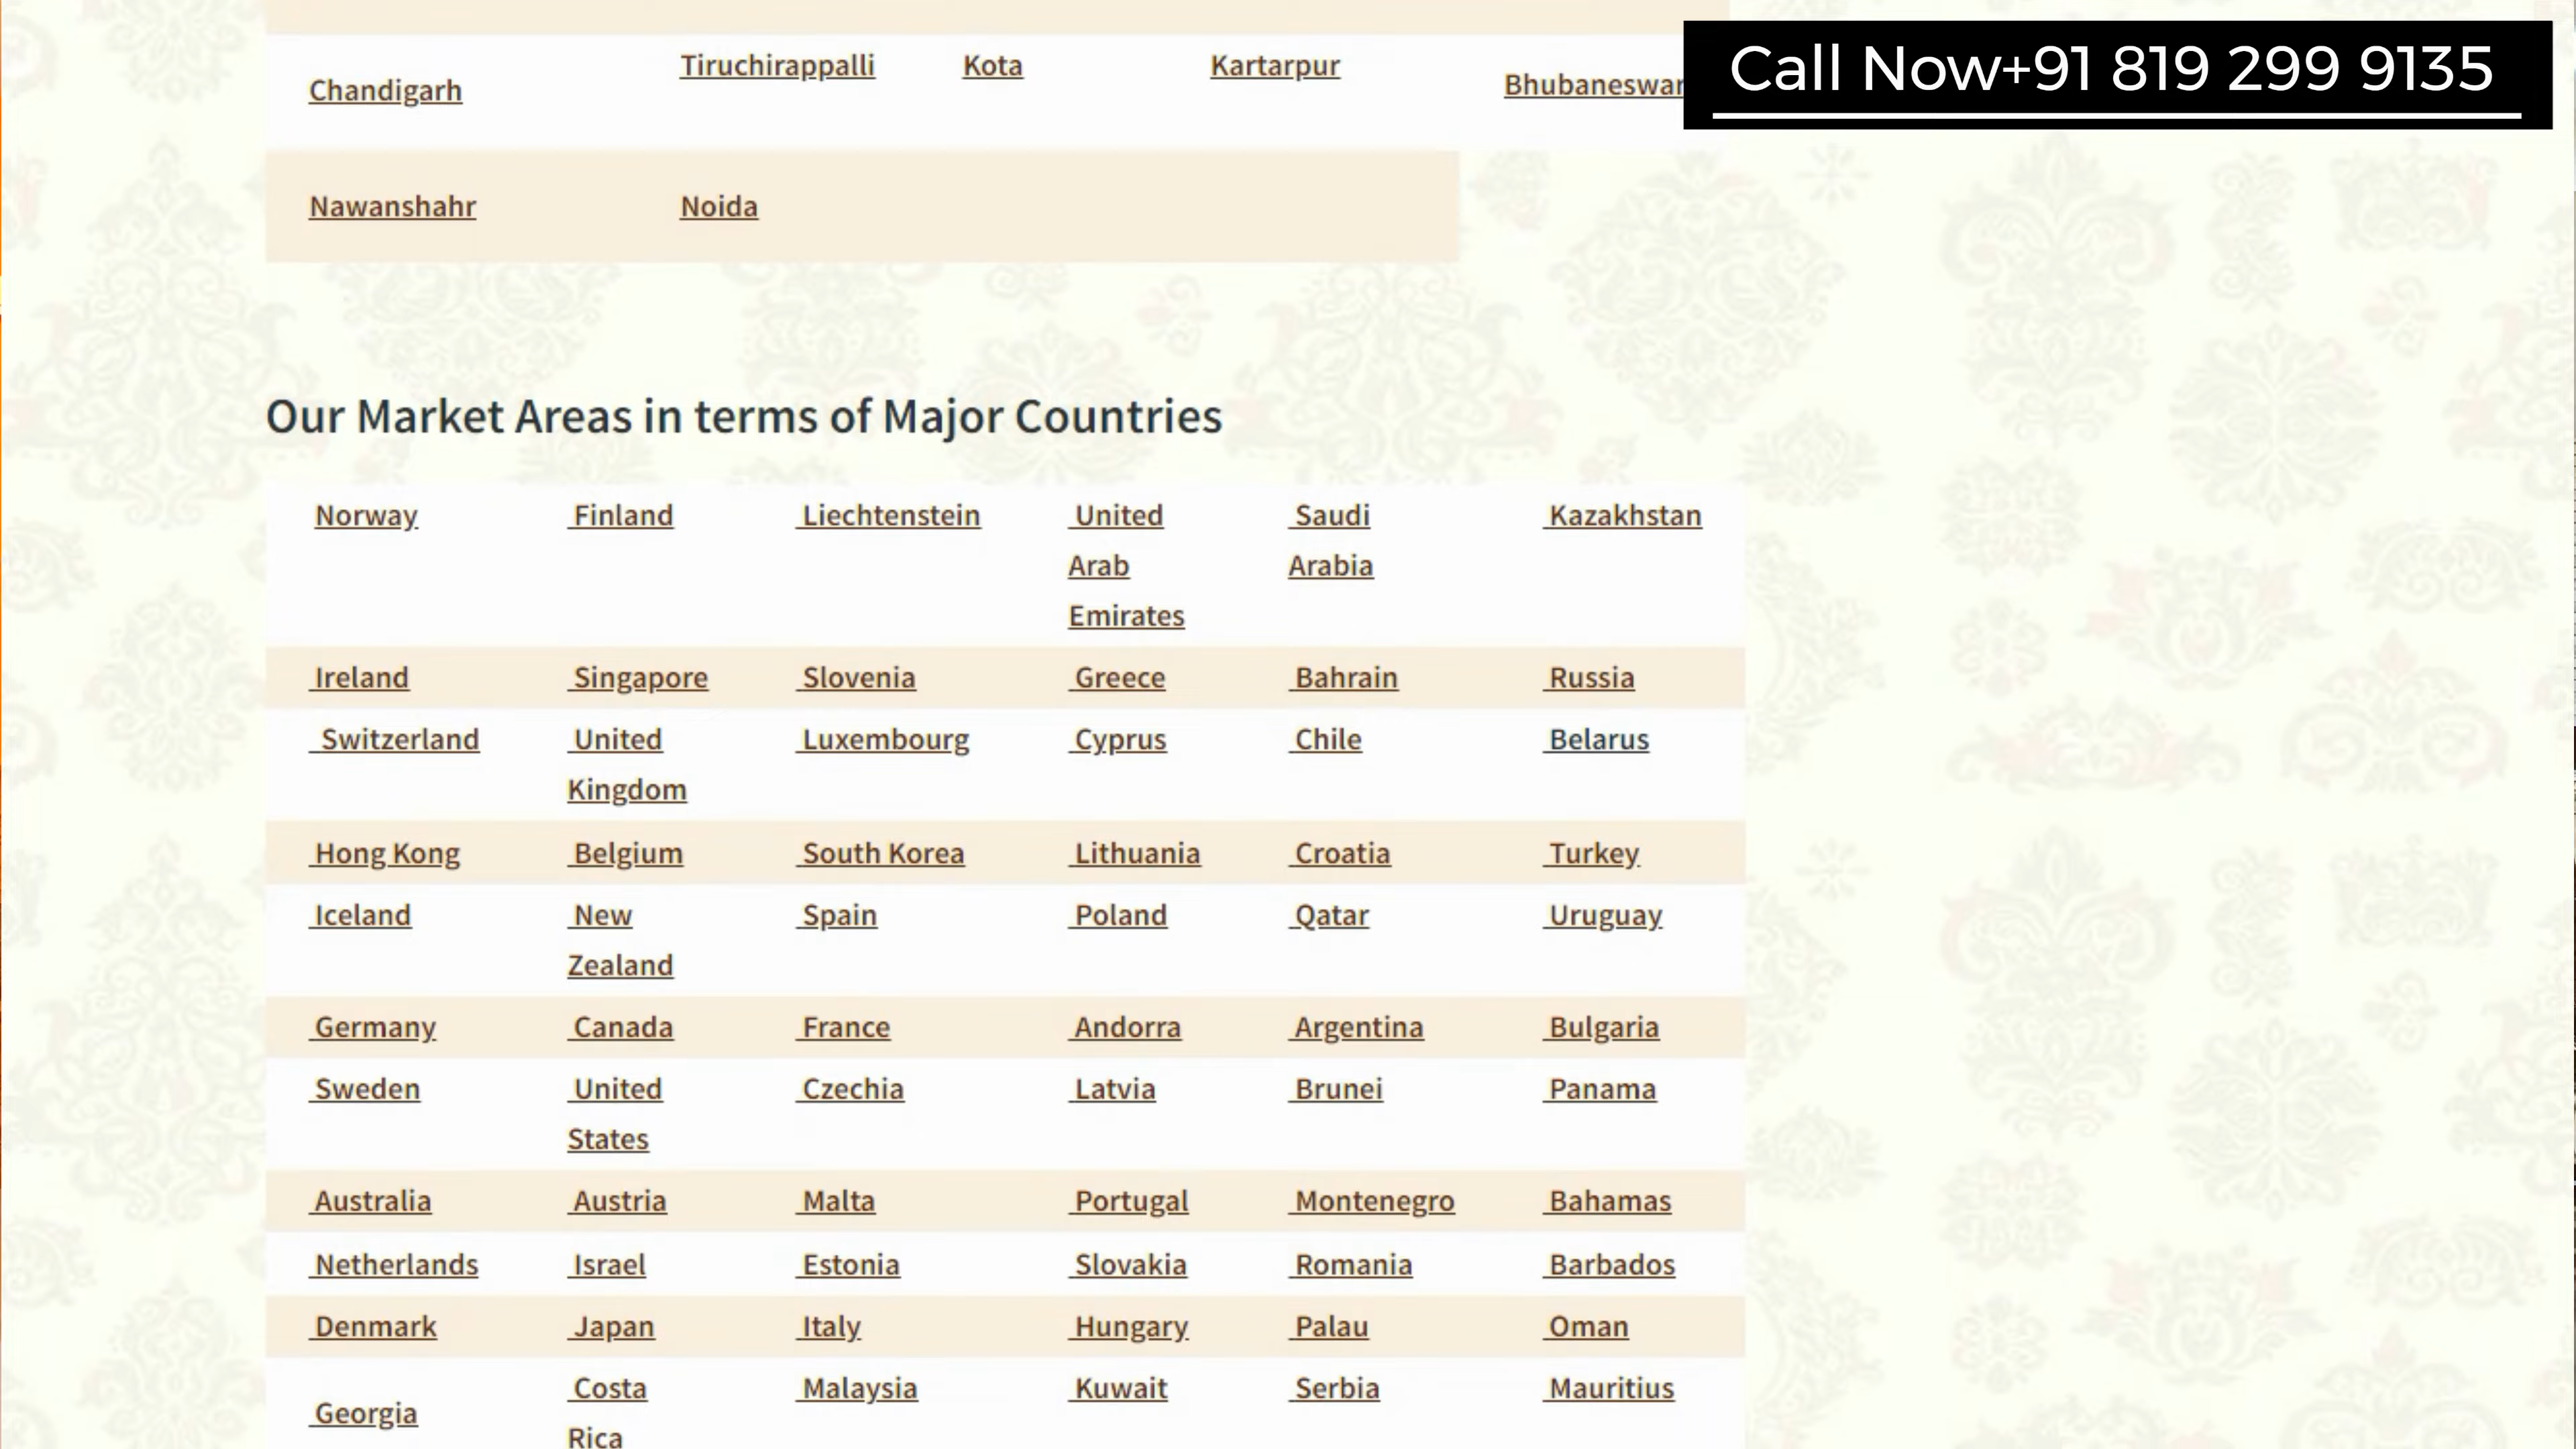 Call Now+91 819 299 9135
Chandigarh Tiruchirappalli Kota Kartarpur Bhubaneswar
Nawanshahr Noida
Our Market Areas in terms of Major Countries
Norway Finland Liechtenstein United Saudi Kazakhstan
Arab Arabia
Emirates
Ireland Singapore Slovenia Greece Bahrain Russia
Switzerland United Luxembourg Cyprus Chile Belarus
Kingdom
Hong Kong Belgium South Korea Lithuania Croatia Turkey
Iceland New Spain Poland Qatar Uruguay
Zealand
Germany Canada France Andorra Argentina Bulgaria
Sweden United Czechia Latvia Brunei Panama
States
Australia Austria Malta Portugal Montenegro Bahamas
Netherlands Israel Estonia Slovakia Romania Barbados
Denmark Japan Italy Hungary Palau Oman
Georgia Costa Malaysia Kuwait Serbia Mauritius
Rica